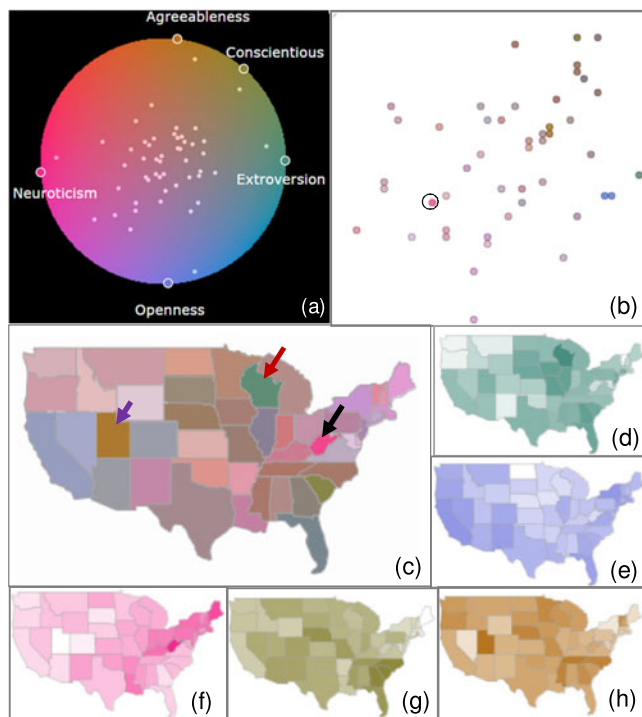 Agreeableness
Conscientious
Neuroticism
Extroversion
Openness
(a)
(b)
(c)
(d)
(e)
(f)
(g)
(h)